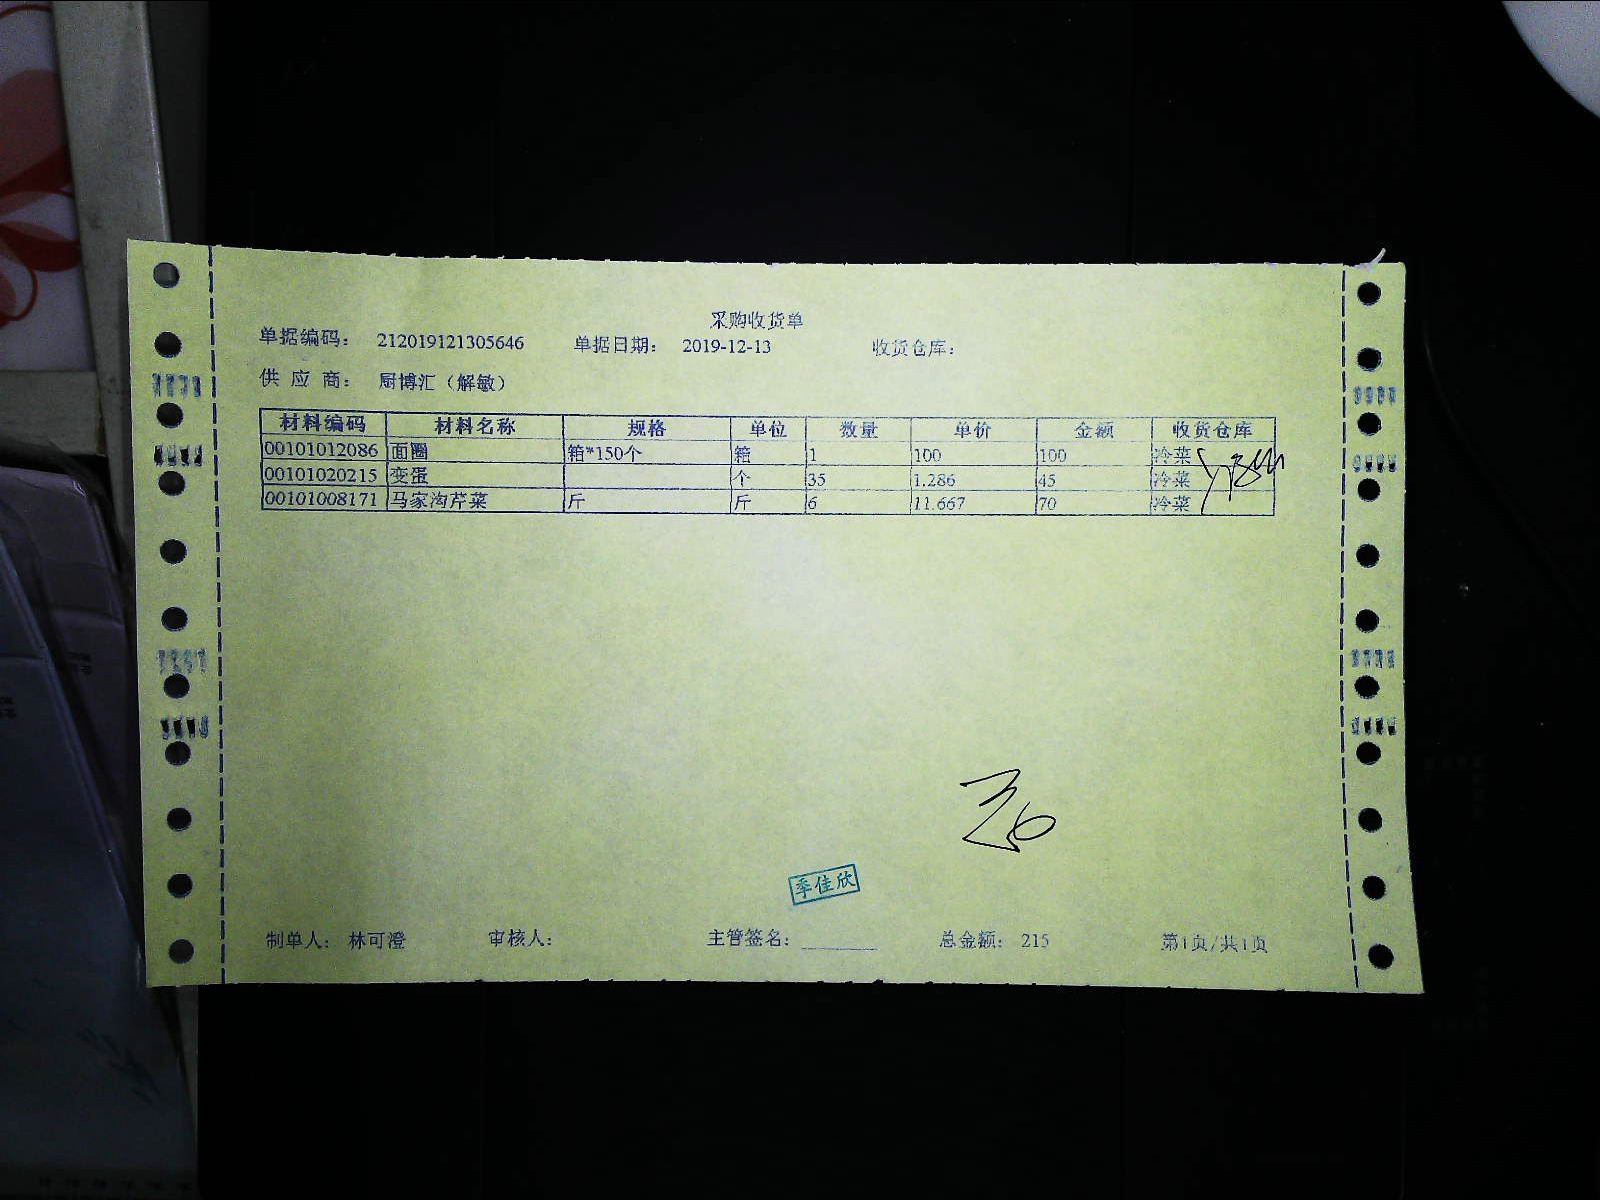 采购收货单
单据编码： 212019121305646 单据日期： 2019-12-13 收货仓库：
供 应 商： 厨博汇（解敏）
材料编码 材料名称 规格 单位 数量 单价 金额 收货仓库
00101012086 面圈 箱*150个 箱 1 100 100 冷菜
00101020215 变蛋 个 35 1.286 45 冷菜
00101008171 马家沟芹菜 斤 斤 6 11.667 70 冷菜
季佳欣
制单人： 林可澄 审核人： 主管签名： ________ 总金额： 215 第1页/共1页